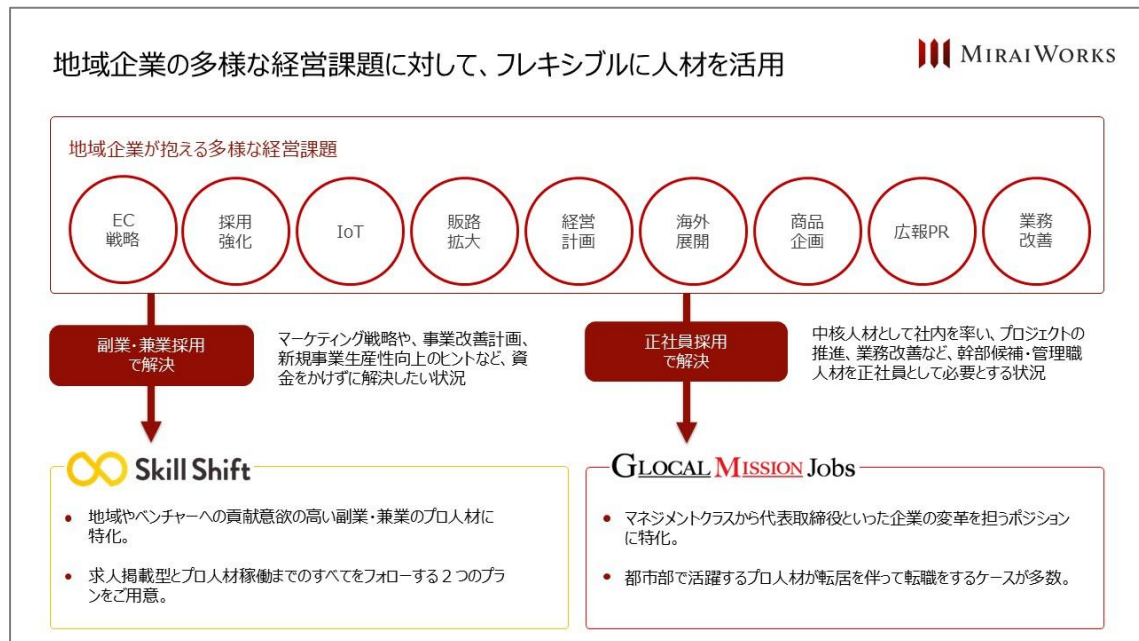 地域企業の多様な経営課題に対して、フレキシブルに人材を活用
MIRAIWORKS
地域企業が抱える多様な経営課題
EC
戦略
採用
強化
IoT
販路
拡大
経営
計画
海外
展開
商品
企画
広報PR
業務
改善
副業・兼業採用
で解決
マーケティング戦略や、事業改善計画、
新規事業生産性向上のヒントなど、資
金をかけずに解決したい状況
正社員採用
で解決
中核人材として社内を率い、プロジェクトの
推進、業務改善など、幹部候補・管理職
人材を正社員として必要とする状況
Skill Shift
• 地域やベンチャーへの貢献意欲の高い副業・兼業のプロ人材に
特化。
• 求人掲載型とプロ人材稼働までのすべてをフォローする２つのプラ
ンをご用意。
GLOCAL MISSION Jobs
• マネジメントクラスから代表取締役といった企業の変革を担うポジション
に特化。
• 都市部で活躍するプロ人材が転居を伴って転職をするケースが多数。